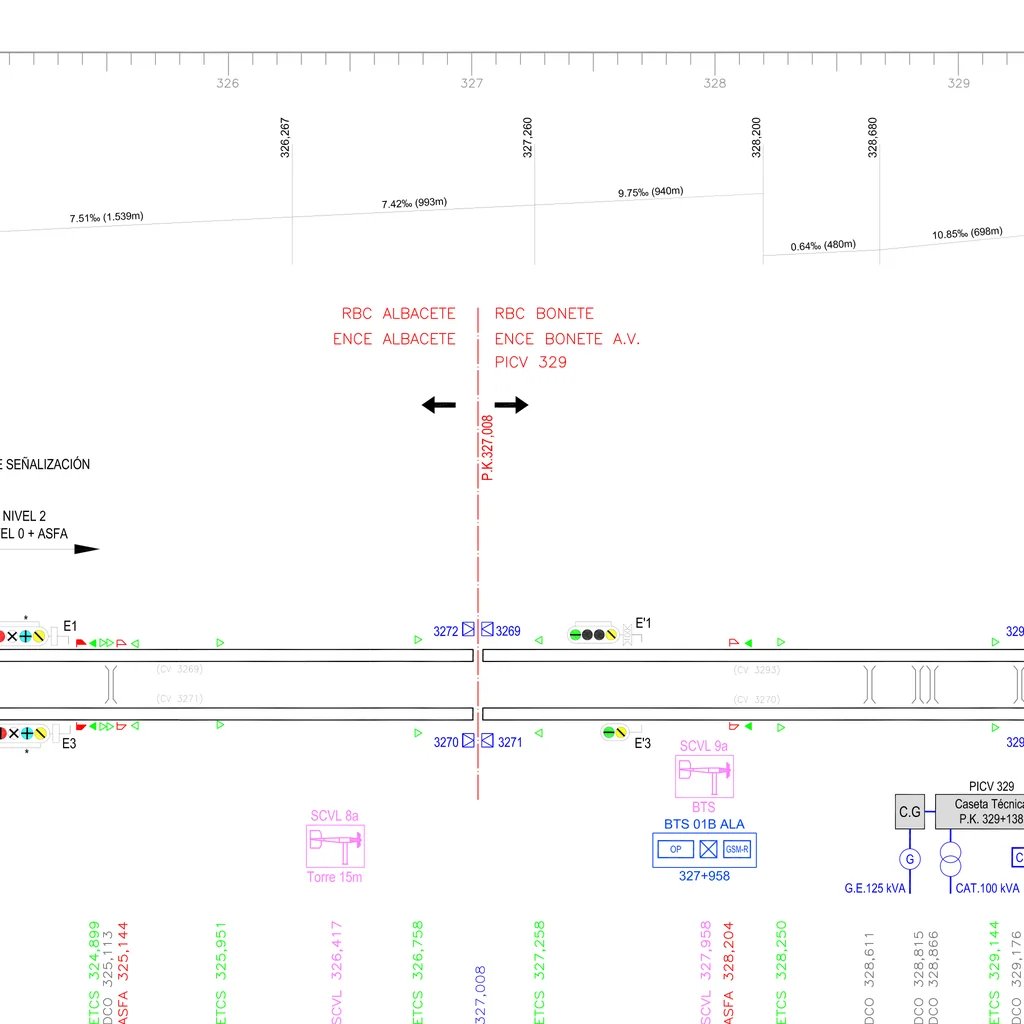 326
327
328
329
326,267
327,260
328,200
328,680
7.51‰ (1.539m)
7.42‰ (993m)
9.75‰ (940m)
0.64‰ (480m)
10.85‰ (698m)
RBC ALBACETE
RBC BONETE
ENCE ALBACETE
ENCE BONETE A.V.
PICV 329
P.K.327,008
E SEÑALIZACIÓN
NIVEL 2
EL 0 + ASFA
*
E1
3272
3269
E'1
329
(CV 3269)
(CV 3293)
(CV 3271)
(CV 3270)
E3
*
3270
3271
E'3
329
SCVL 9a
BTS
SCVL 8a
Torre 15m
BTS 01B ALA
OP
GSM-R
327+958
PICV 329
C.G
Caseta Técnica
P.K. 329+138
G
C
G.E.125 kVA
CAT.100 kVA
ETCS 324,899
DCO 325,113
ASFA 325,144
ETCS 325,951
SCVL 326,417
ETCS 326,758
327,008
ETCS 327,258
SCVL 327,958
ASFA 328,204
ETCS 328,250
DCO 328,611
DCO 328,815
DCO 328,866
ETCS 329,144
DCO 329,176